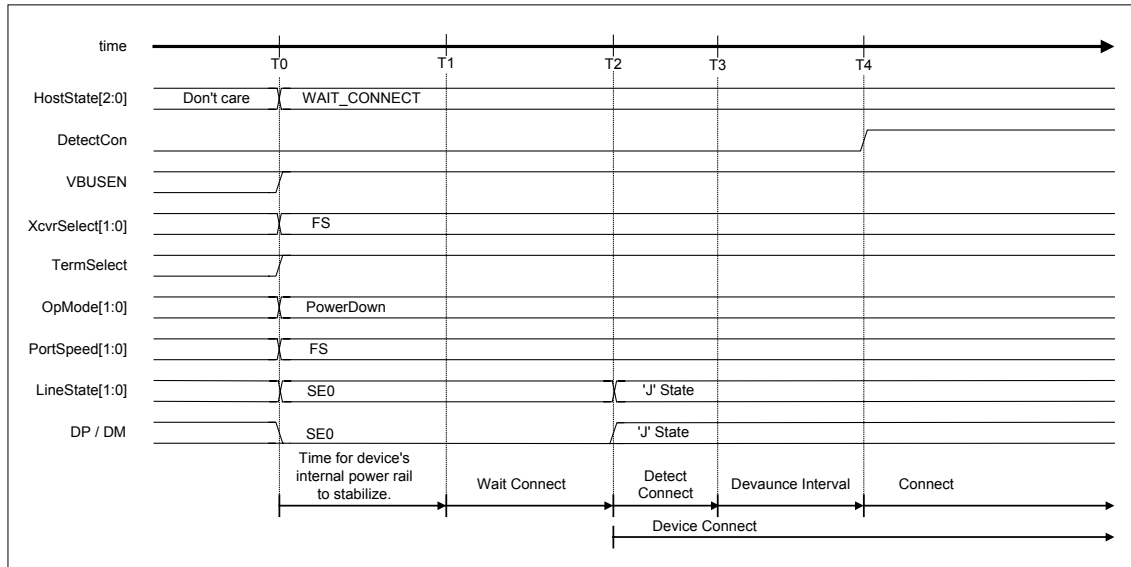 time
T0 T1 T2 T3 T4
HostState[2:0] Don't care WAIT_CONNECT
DetectCon
VBUSEN
XcvrSelect[1:0] FS
TermSelect
OpMode[1:0] PowerDown
PortSpeed[1:0] FS
LineState[1:0] SE0 'J' State
DP / DM SE0 'J' State
Time for device's
internal power rail
to stabilize.
Wait Connect
Detect
Connect
Devaunce Interval
Connect
Device Connect